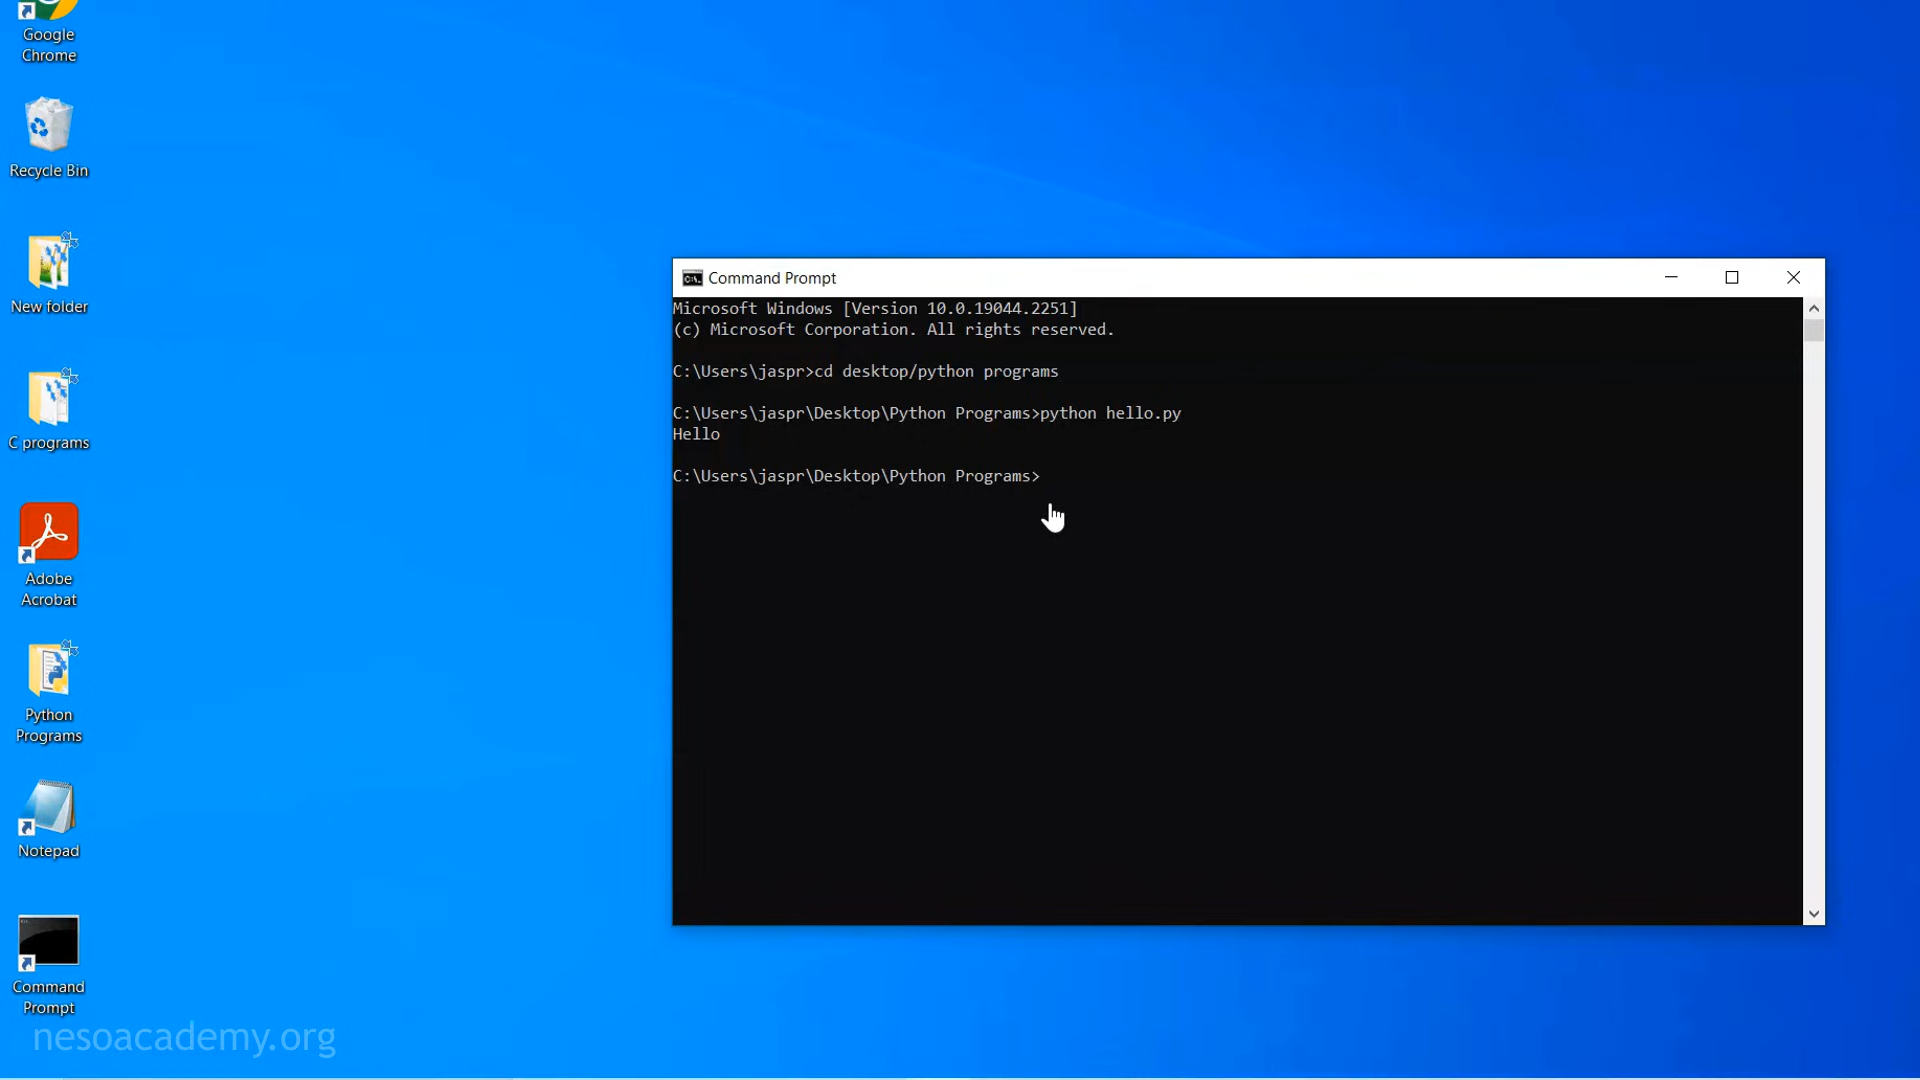 Google
Chrome
Recycle Bin
New folder
C programs
Adobe
Acrobat
Python
Programs
Notepad
Command
Prompt
nesoacademy.org
Command Prompt
Microsoft Windows [Version 10.0.19044.2251]
(c) Microsoft Corporation. All rights reserved.
C:\Users\jaspr>cd desktop/python programs
C:\Users\jaspr\Desktop\Python Programs>python hello.py
Hello
C:\Users\jaspr\Desktop\Python Programs>